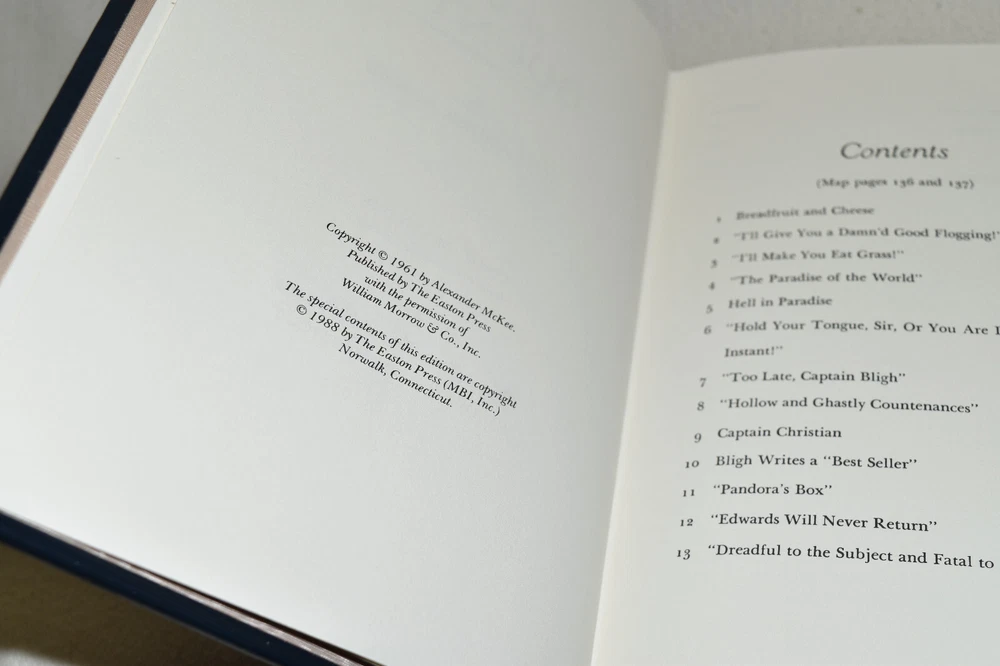 Copyright © 1961 by Alexander McKee.
Published by The Easton Press
with the permission of
William Morrow & Co., Inc.
The special contents of this edition are copyright
© 1988 by The Easton Press (MBI, Inc.)
Norwalk, Connecticut.
Contents
(Map pages 136 and 137)
1 Breadfruit and Cheese
2 “I'll Give You a Damn'd Good Flogging!”
3 “I'll Make You Eat Grass!”
4 “The Paradise of the World”
5 Hell in Paradise
6 “Hold Your Tongue, Sir, Or You Are
Instant!”
7 “Too Late, Captain Bligh”
8 “Hollow and Ghastly Countenances”
9 Captain Christian
10 Bligh Writes a “Best Seller”
11 “Pandora's Box”
12 “Edwards Will Never Return”
13 “Dreadful to the Subject and Fatal to